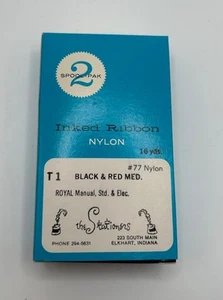 2
SPOOL PAK
Inked Ribbon
NYLON
16 yds
#77 Nylon
T 1 BLACK & RED MED.
ROYAL Manual, Std. & Elec.
the Stationers
223 SOUTH MAIN
PHONE 294-0631 ELKHART, INDIANA